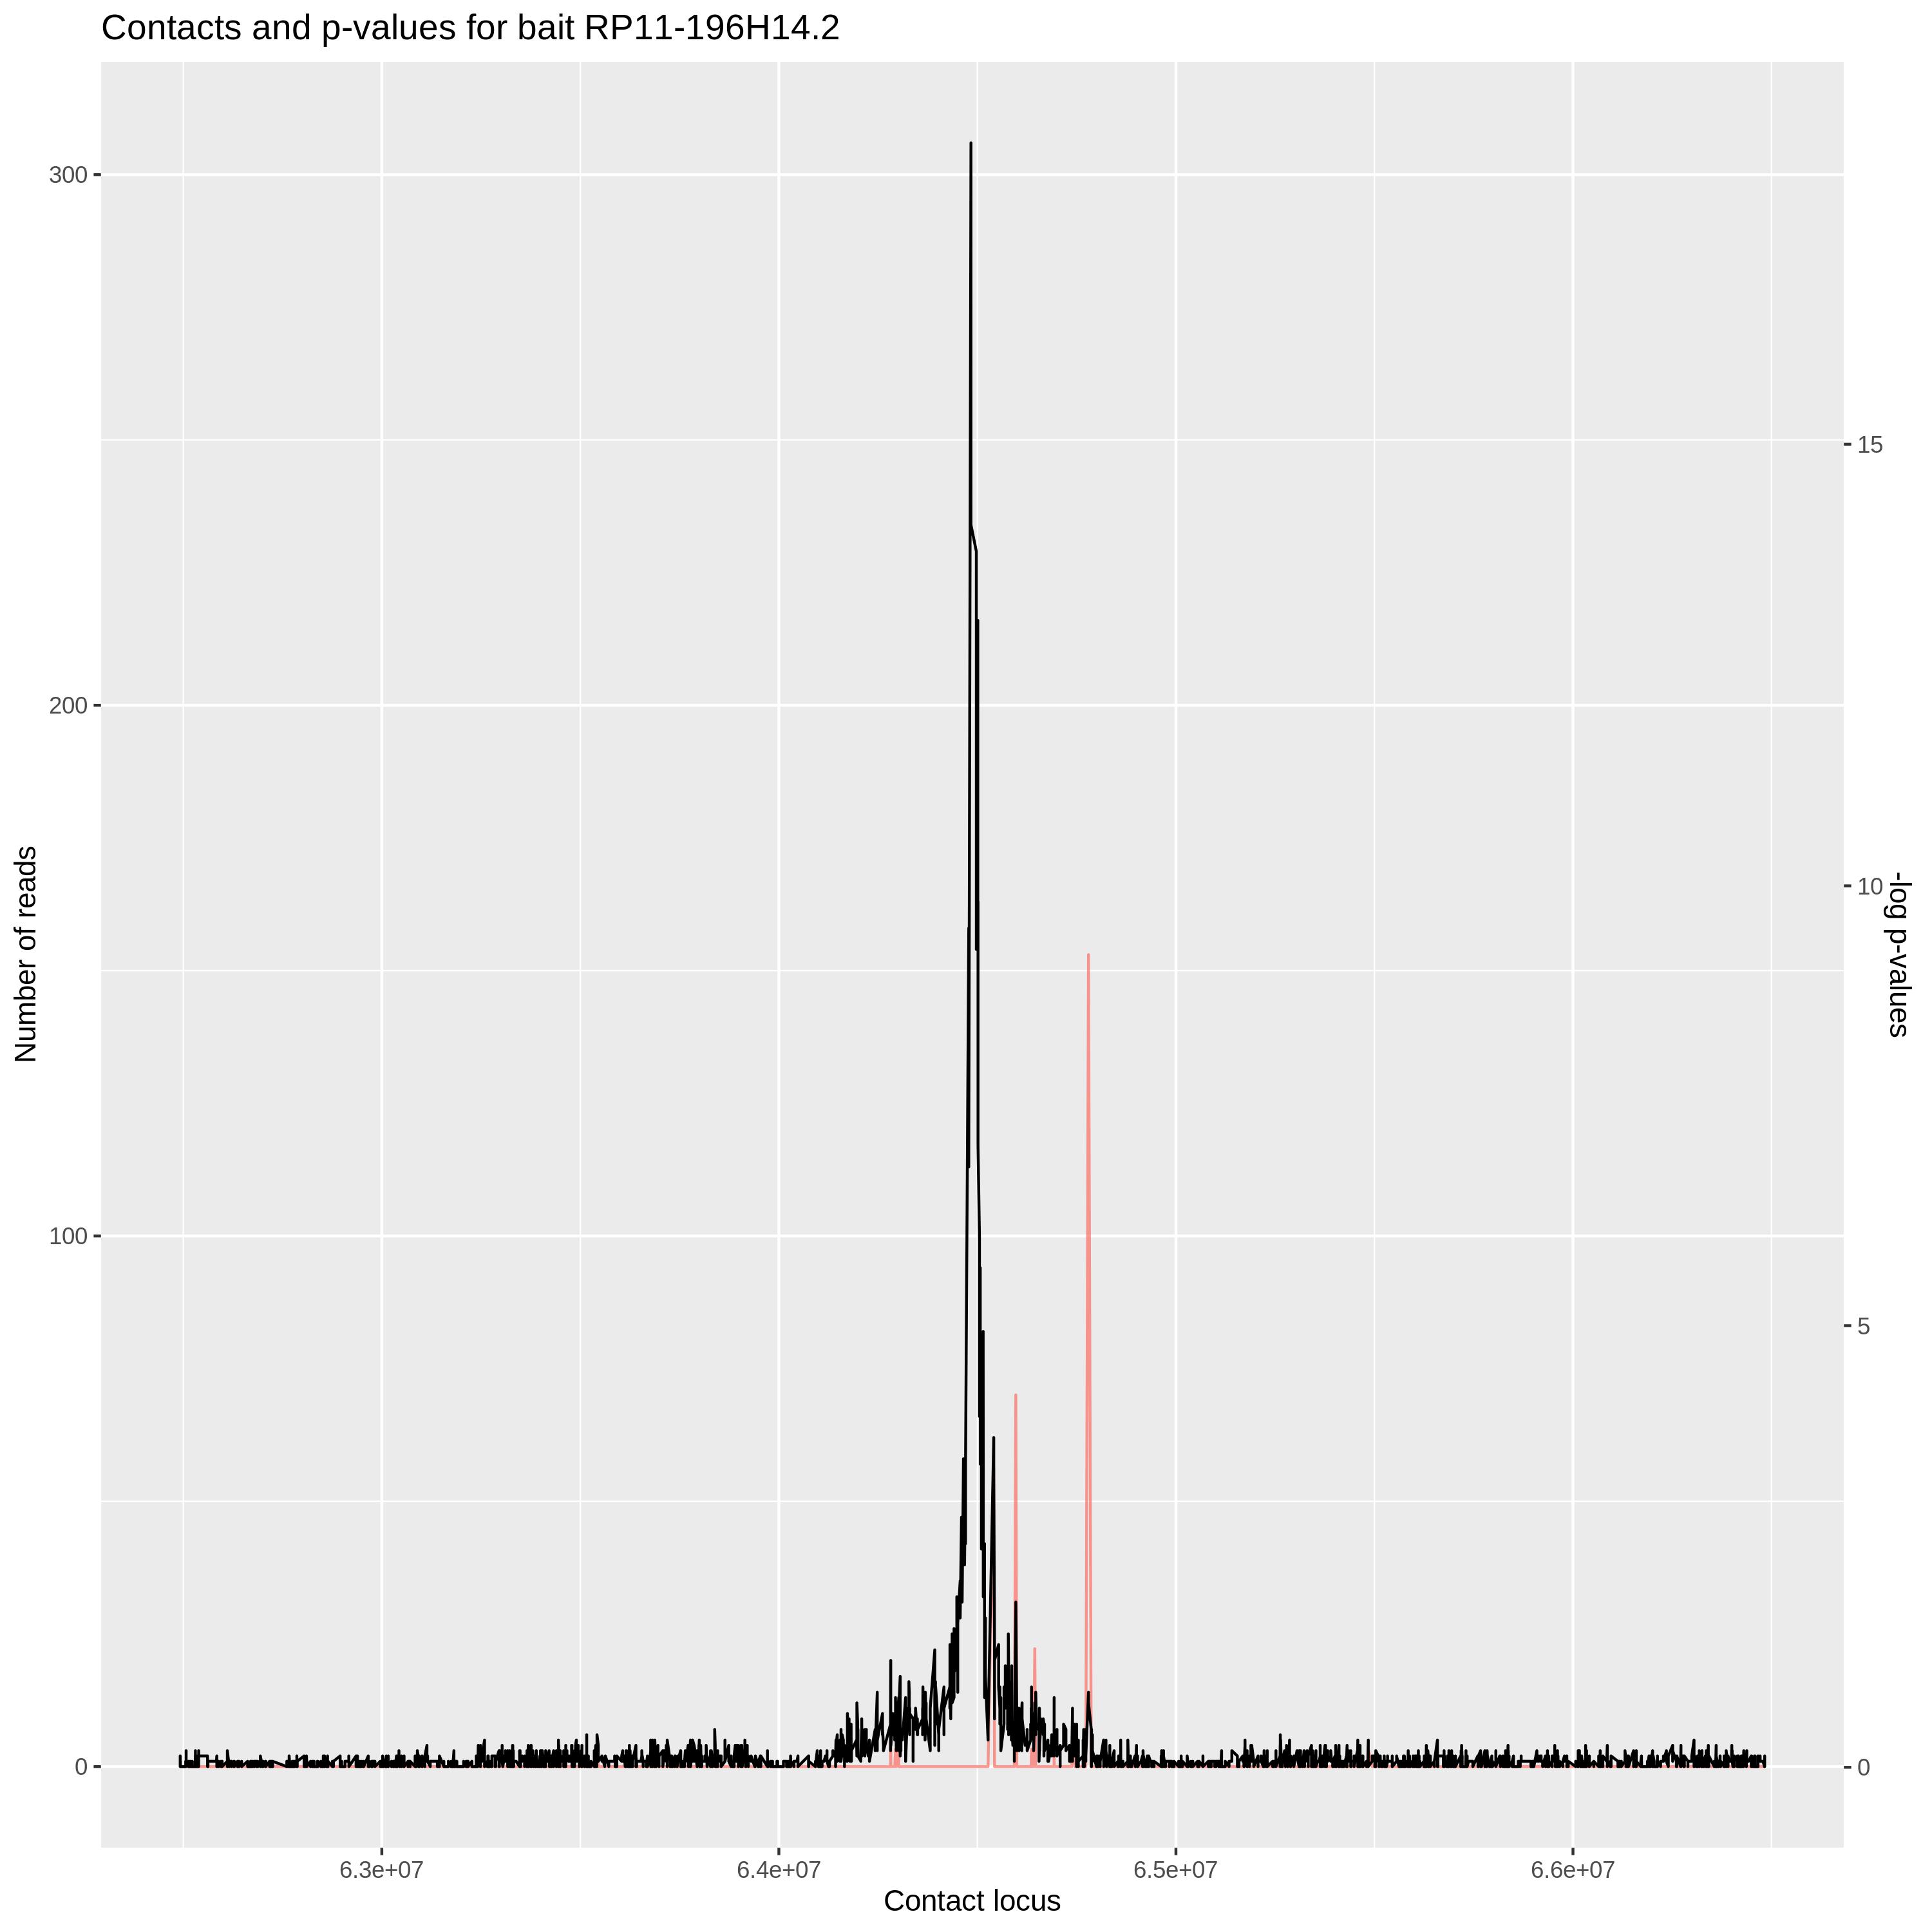 Contacts and p-values for bait RP11-196H14.2
300
200
100
0
Number of reads
15
10
5
0
-log p-values
6.3e+07
6.4e+07
6.5e+07
6.6e+07
Contact locus